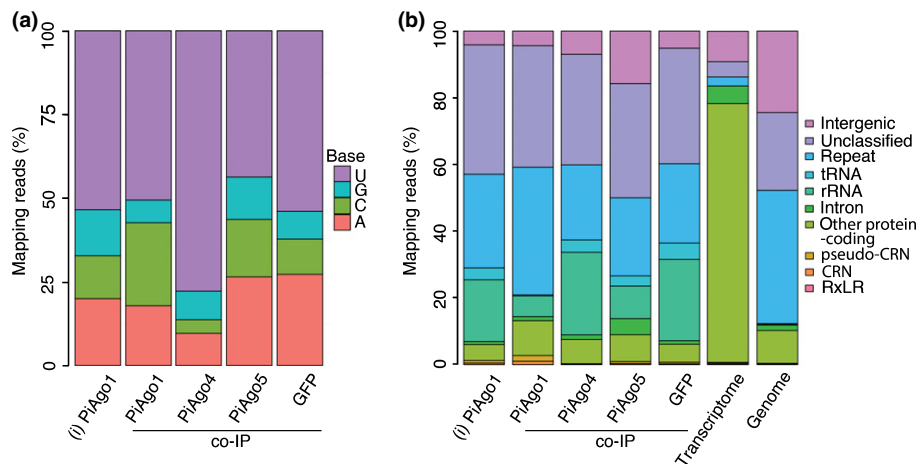 (a)
Mapping reads (%)
100
75
50
25
0
(i) PiAgo1
PiAgo1
PiAgo4
PiAgo5
GFP
co-IP
Base
U
G
C
A
(b)
Mapping reads (%)
100
80
60
40
20
0
(i) PiAgo1
PiAgo1
PiAgo4
PiAgo5
GFP
Transcriptome
Genome
co-IP
Intergenic
Unclassified
Repeat
tRNA
rRNA
Intron
Other protein
-coding
pseudo-CRN
CRN
RxLR